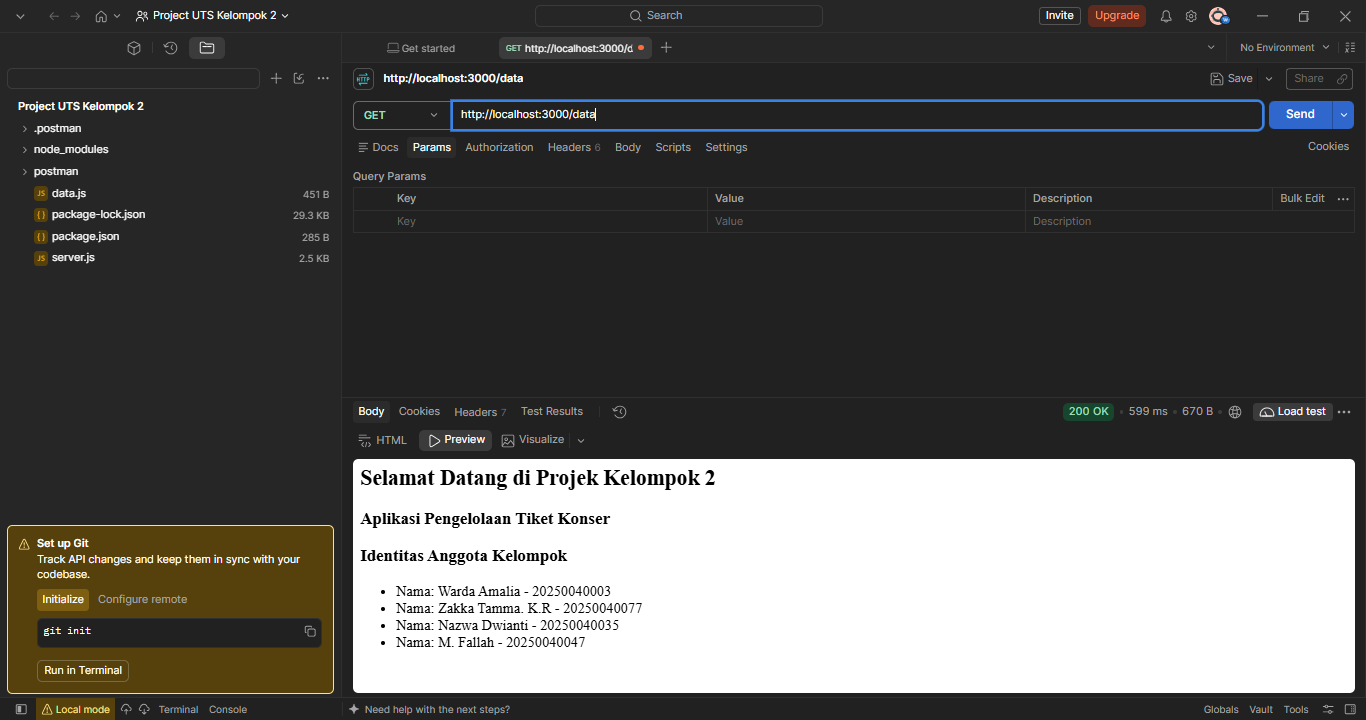 Project UTS Kelompok 2
Search
Invite
Upgrade
Get started
GET http://localhost:3000/d
No Environment
http://localhost:3000/data
Save
Share
Project UTS Kelompok 2
.postman
node_modules
postman
JS data.js 451 B
{} package-lock.json 29.3 KB
{} package.json 285 B
JS server.js 2.5 KB
GET
http://localhost:3000/data
Send
Docs Params Authorization Headers 6 Body Scripts Settings
Cookies
Query Params
Key Value Description Bulk Edit
Key Value Description
Body Cookies Headers 7 Test Results
200 OK 599 ms 670 B Load test
HTML Preview Visualize
Selamat Datang di Projek Kelompok 2
Aplikasi Pengelolaan Tiket Konser
Identitas Anggota Kelompok
• Nama: Warda Amalia - 20250040003
• Nama: Zakka Tamma. K.R - 20250040077
• Nama: Nazwa Dwianti - 20250040035
• Nama: M. Fallah - 20250040047
Set up Git
Track API changes and keep them in sync with your
codebase.
Initialize Configure remote
git init
Run in Terminal
Local mode Terminal Console
Need help with the next steps?
Globals Vault Tools